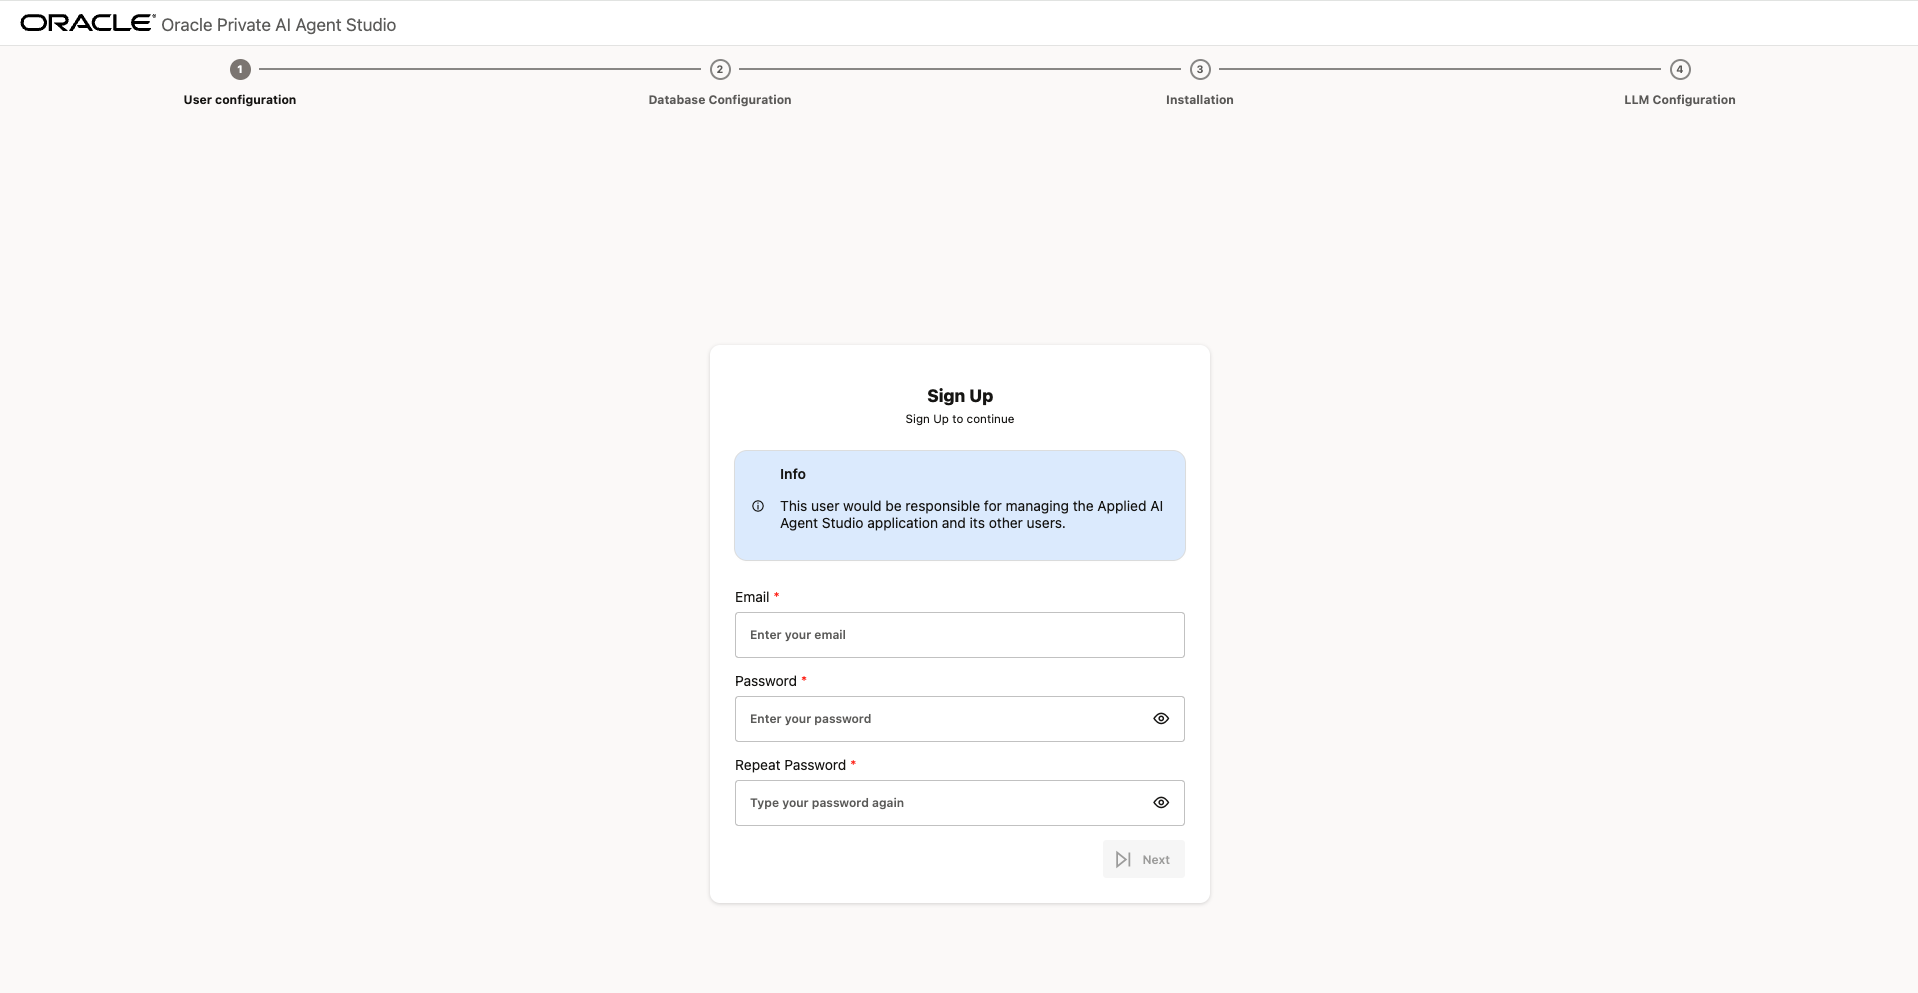 ORACLE Oracle Private AI Agent Studio
1
2
3
4
User configuration
Database Configuration
Installation
LLM Configuration
Sign Up
Sign Up to continue
Info
This user would be responsible for managing the Applied AI
Agent Studio application and its other users.
Email *
Enter your email
Password *
Enter your password
Repeat Password *
Type your password again
Next